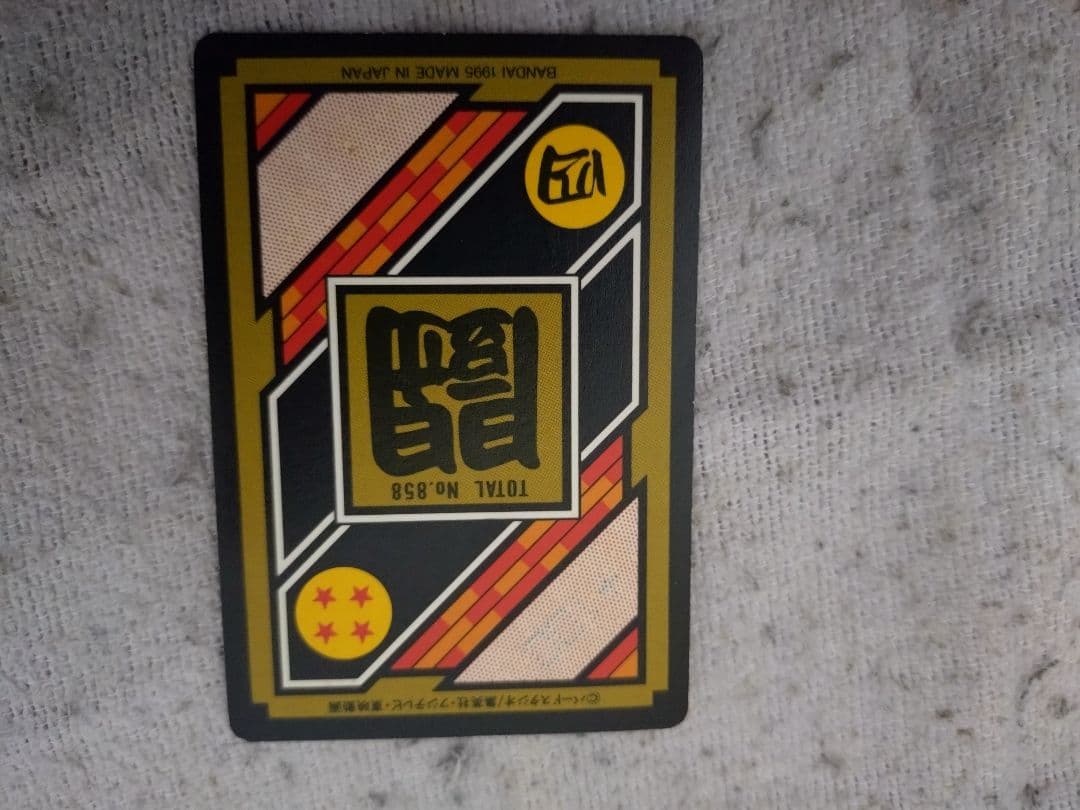 ©バードスタジオ/集英社・フジテレビ・東映動画
TOTAL No.858
闘
BANDAI 1995 MADE IN JAPAN